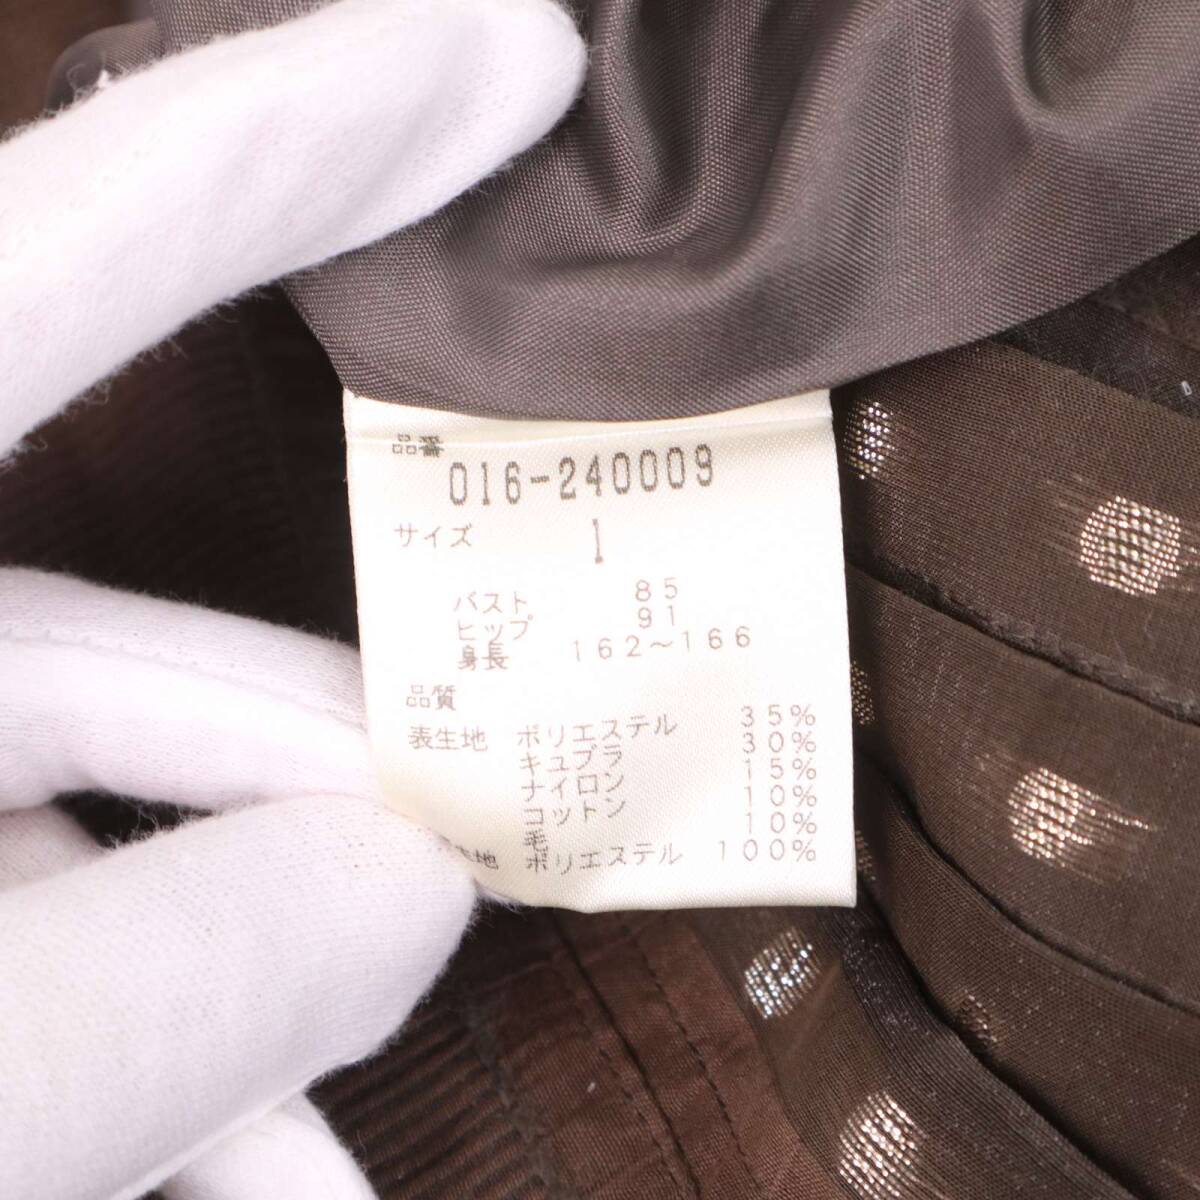 品番
016-240009
サイズ 1
バスト 85
ヒップ 91
身長 162～166
品質
表生地 ポリエステル 35%
キュプラ 30%
ナイロン 15%
コットン 10%
毛 10%
生地 ポリエステル 100%